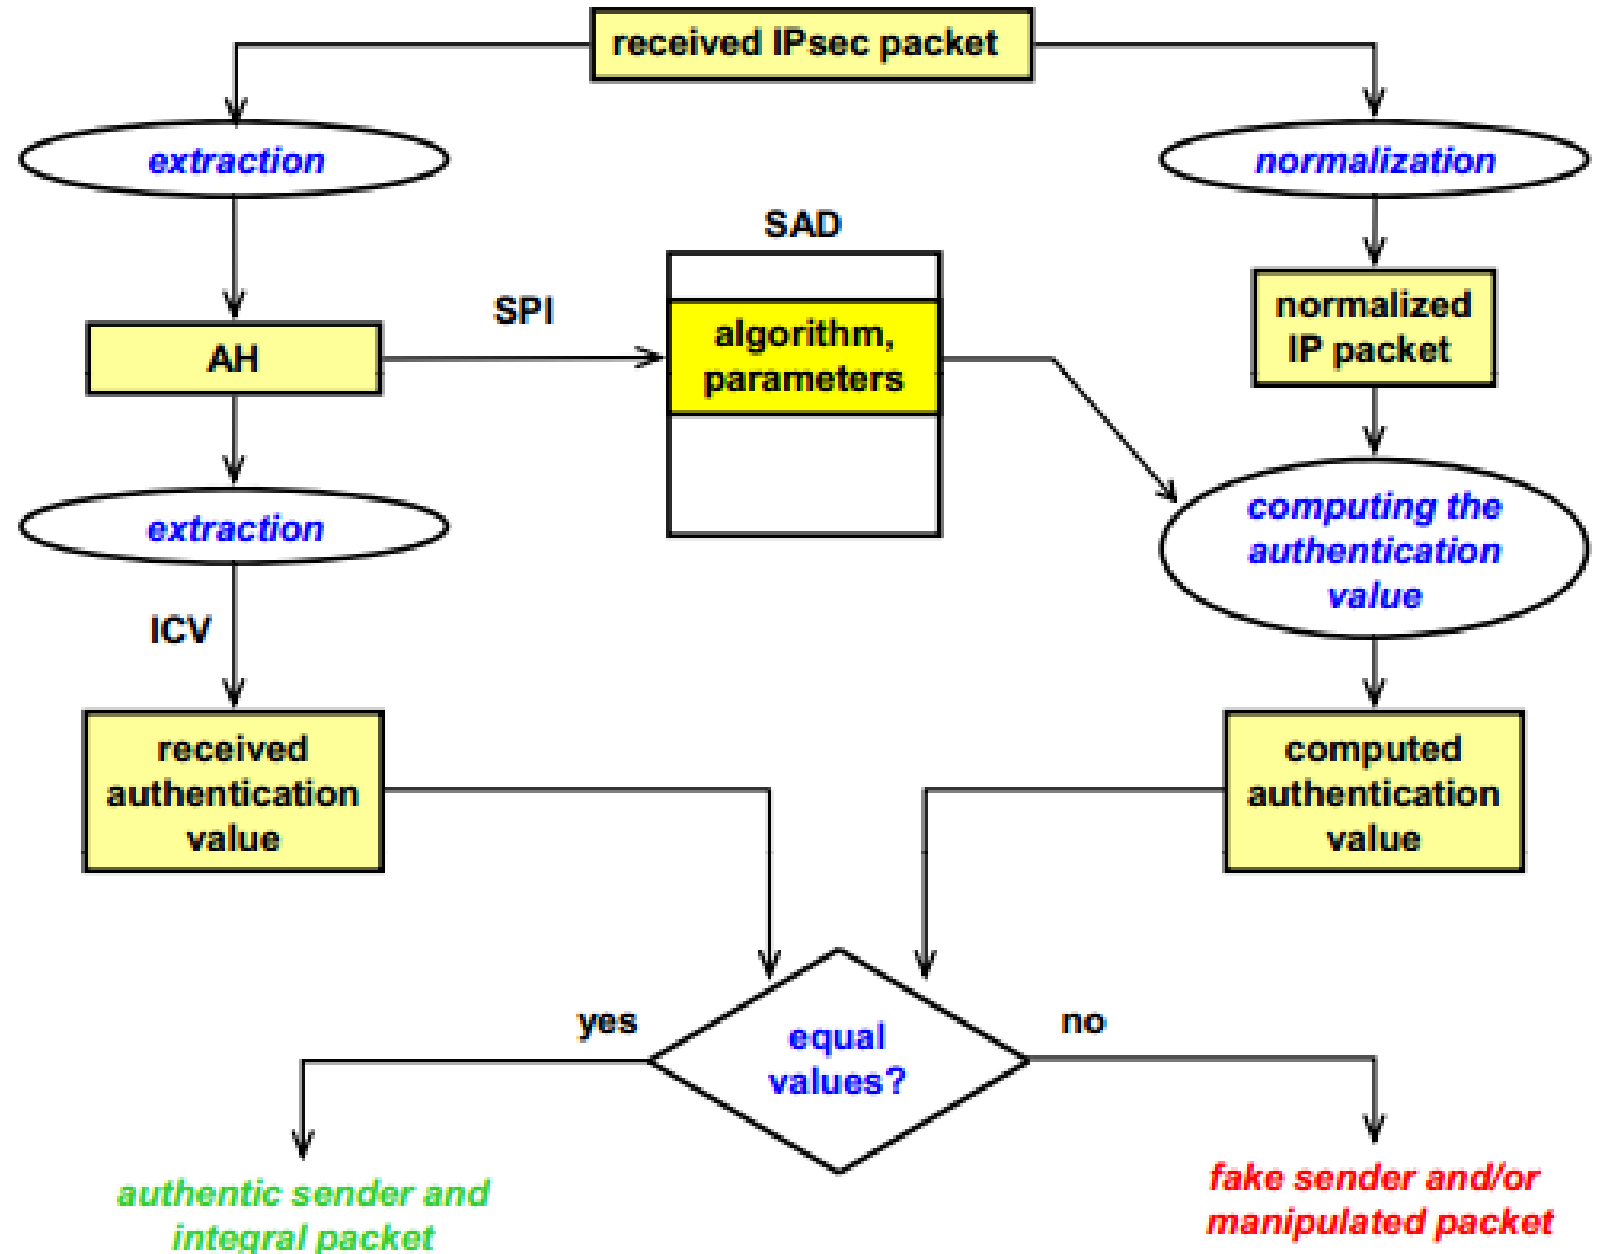 received IPsec packet
extraction
normalization
SAD
SPI
algorithm,
parameters
normalized
IP packet
AH
extraction
computing the
authentication
value
ICV
received
authentication
value
computed
authentication
value
yes
equal
values?
no
authentic sender and
integral packet
fake sender and/or
manipulated packet